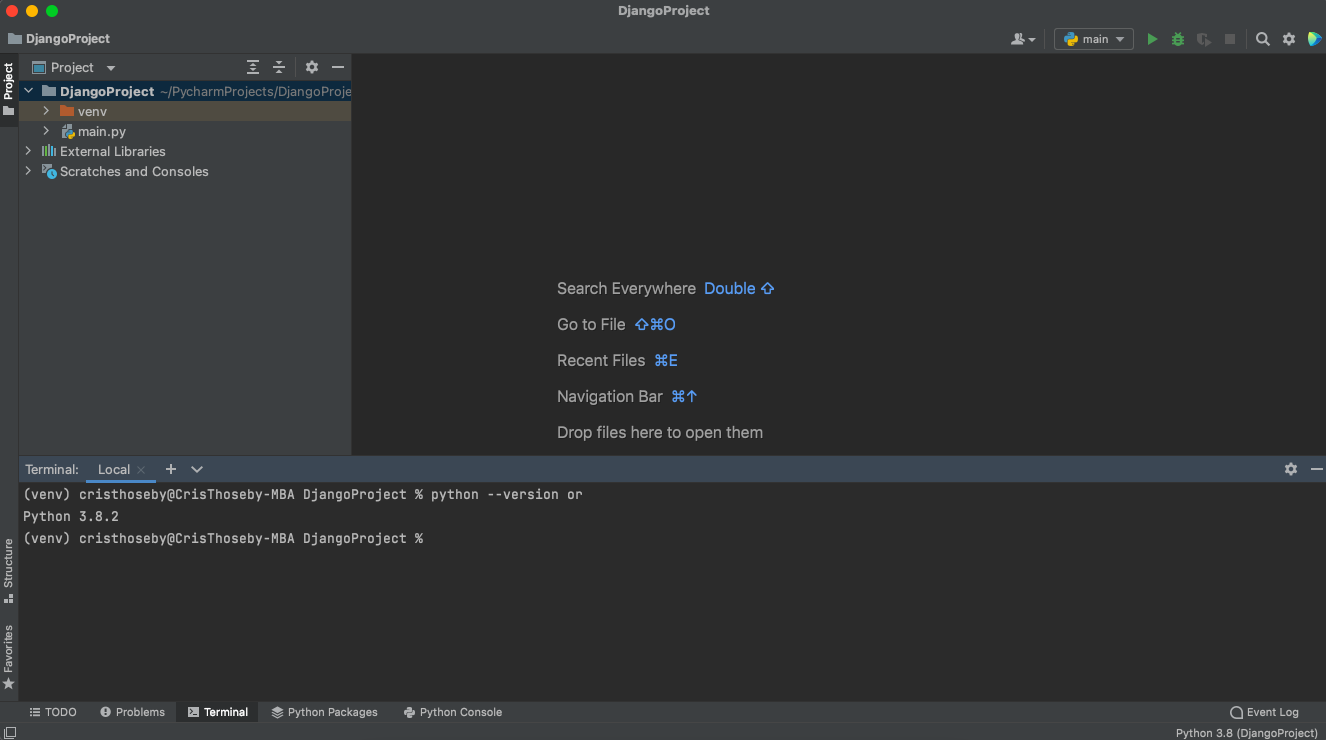 DjangoProject
DjangoProject
main
Project
Project
DjangoProject ~/PycharmProjects/DjangoProje
venv
main.py
External Libraries
Scratches and Consoles
Search Everywhere Double ⇧
Go to File ⇧⌘O
Recent Files ⌘E
Navigation Bar ⌘↑
Drop files here to open them
Terminal: Local
(venv) cristhoseby@CrisThoseby-MBA DjangoProject % python --version or
Python 3.8.2
(venv) cristhoseby@CrisThoseby-MBA DjangoProject %
Structure
Favorites
TODO Problems Terminal Python Packages Python Console Event Log
Python 3.8 (DjangoProject)